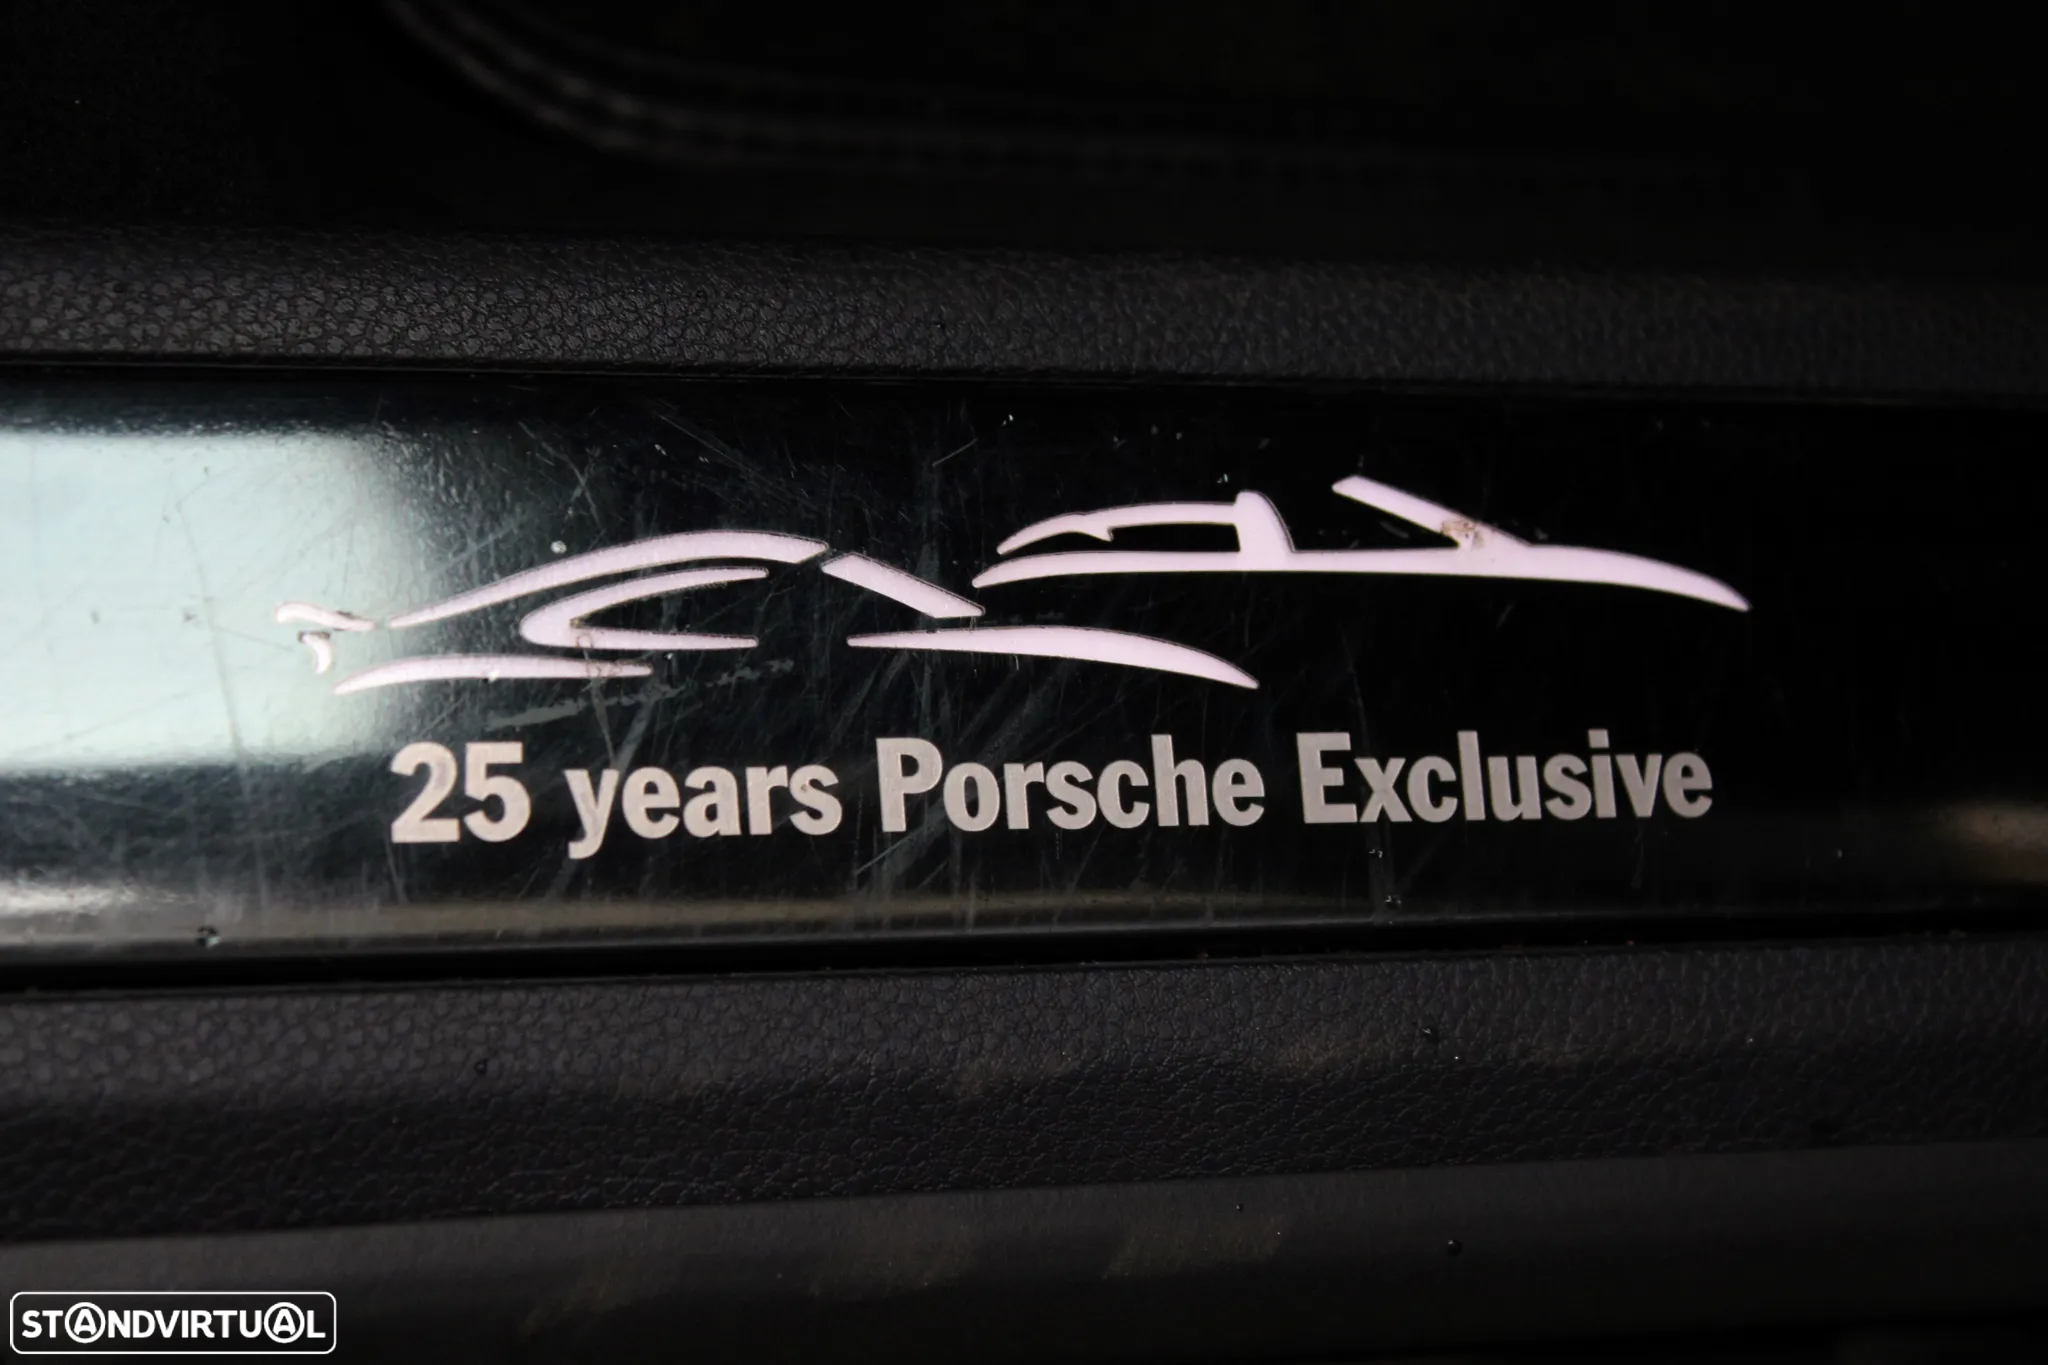 25 years Porsche Exclusive
STANDVIRTUAL